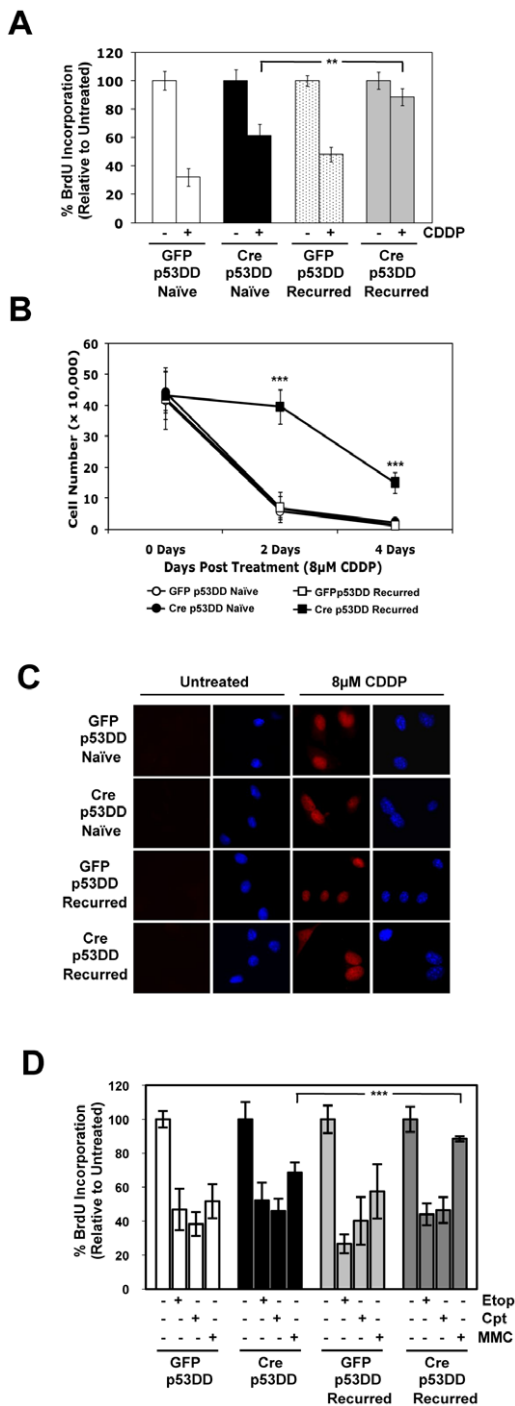 A
% BrdU Incorporation
(Relative to Untreated)
120
100
80
60
40
20
0
**
- + - + - + - + CDDP
GFP p53DD Naïve
Cre p53DD Naïve
GFP p53DD Recurred
Cre p53DD Recurred
B
Cell Number (x 10,000)
60
50
40
30
20
10
0
***
***
0 Days 2 Days 4 Days
Days Post Treatment (8µM CDDP)
GFP p53DD Naïve
GFPp53DD Recurred
Cre p53DD Naïve
Cre p53DD Recurred
C
Untreated 8µM CDDP
GFP
p53DD
Naïve
Cre
p53DD
Naïve
GFP
p53DD
Recurred
Cre
p53DD
Recurred
D
% BrdU Incorporation
(Relative to Untreated)
120
100
80
60
40
20
0
***
- + - - - + - - - + - - - + - - Etop
- - + - - - + - - - + - - - + - Cpt
- - - + - - - + - - - + - - - + MMC
GFP p53DD
Cre p53DD
GFP p53DD Recurred
Cre p53DD Recurred